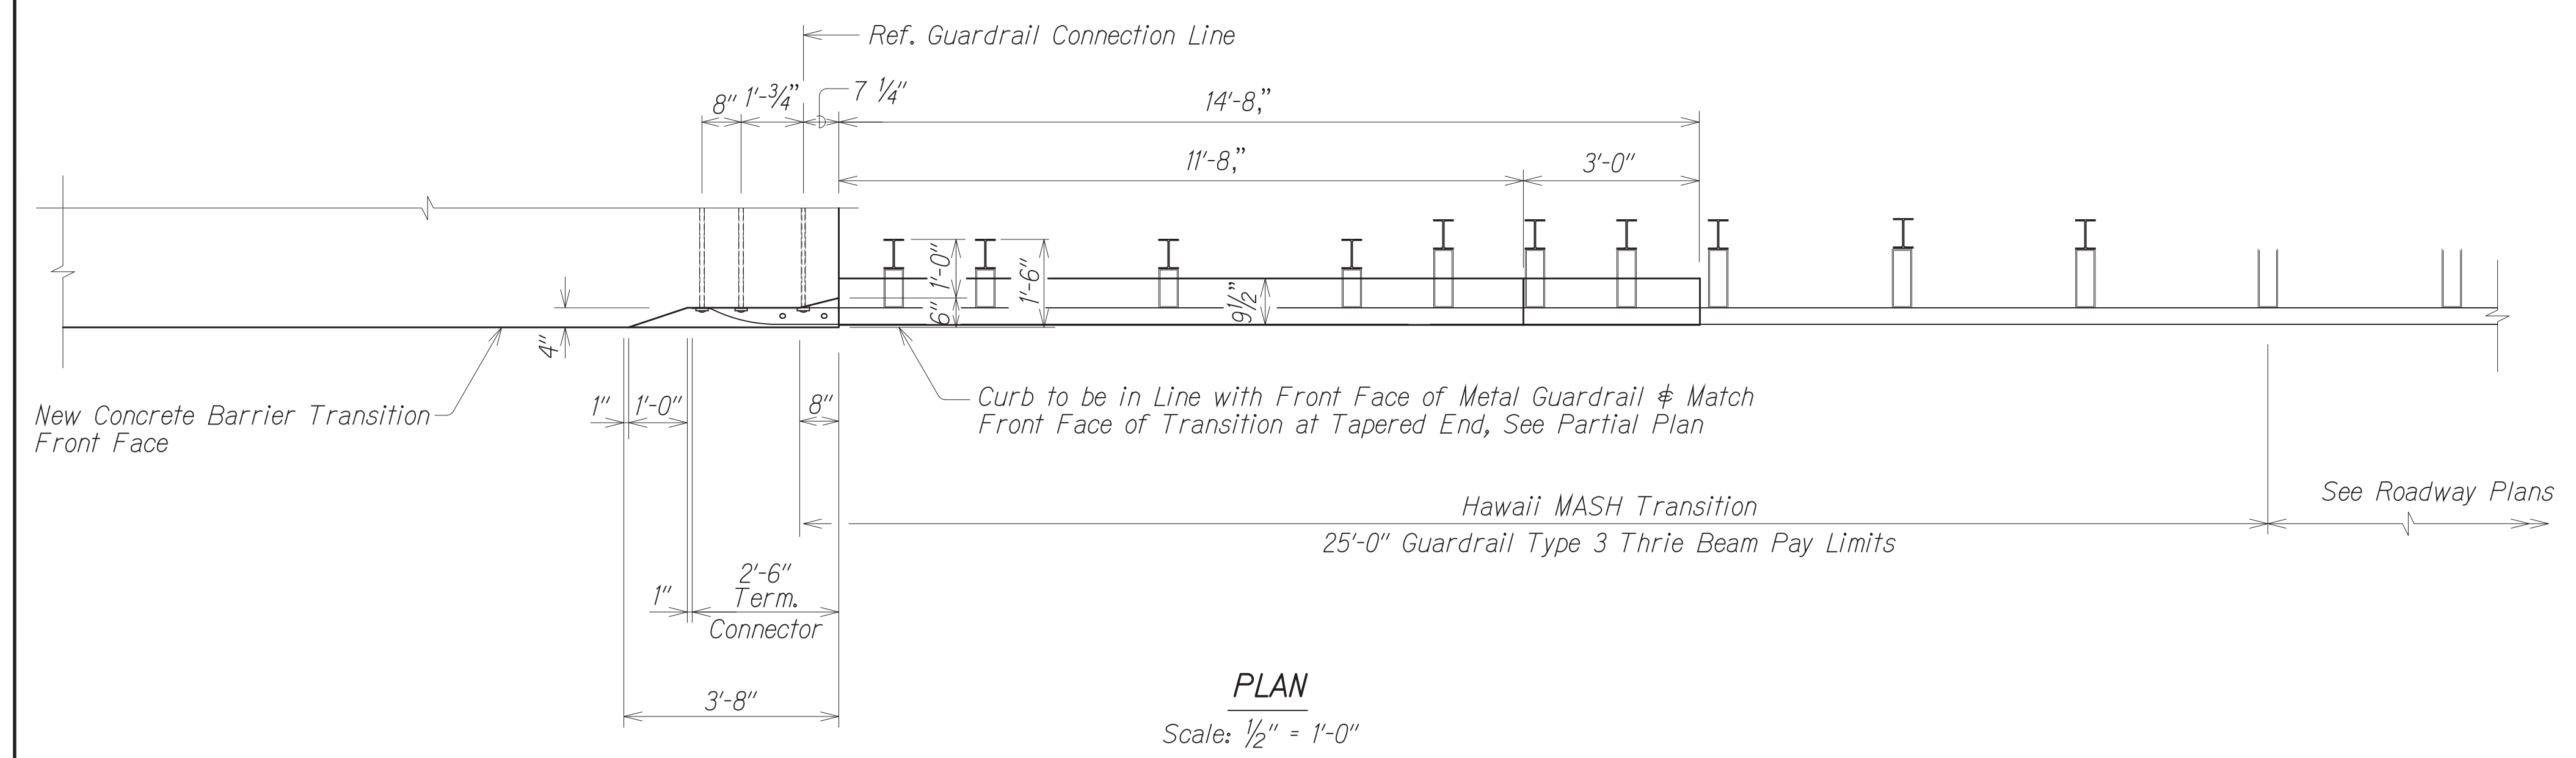 Ref. Guardrail Connection Line
8" 1'-¾” 7 ¼"
14'-8,”
11'-8,”
3'-0"
1'-0"
1'-6"
6"
9½”
4"
New Concrete Barrier Transition
Front Face
1" 1'-0"
8"
Curb to be in Line with Front Face of Metal Guardrail & Match
Front Face of Transition at Tapered End, See Partial Plan
Hawaii MASH Transition
25'-0" Guardrail Type 3 Thrie Beam Pay Limits
See Roadway Plans
1"
2'-6"
Term.
Connector
3'-8"
PLAN
Scale: ½" = 1'-0"